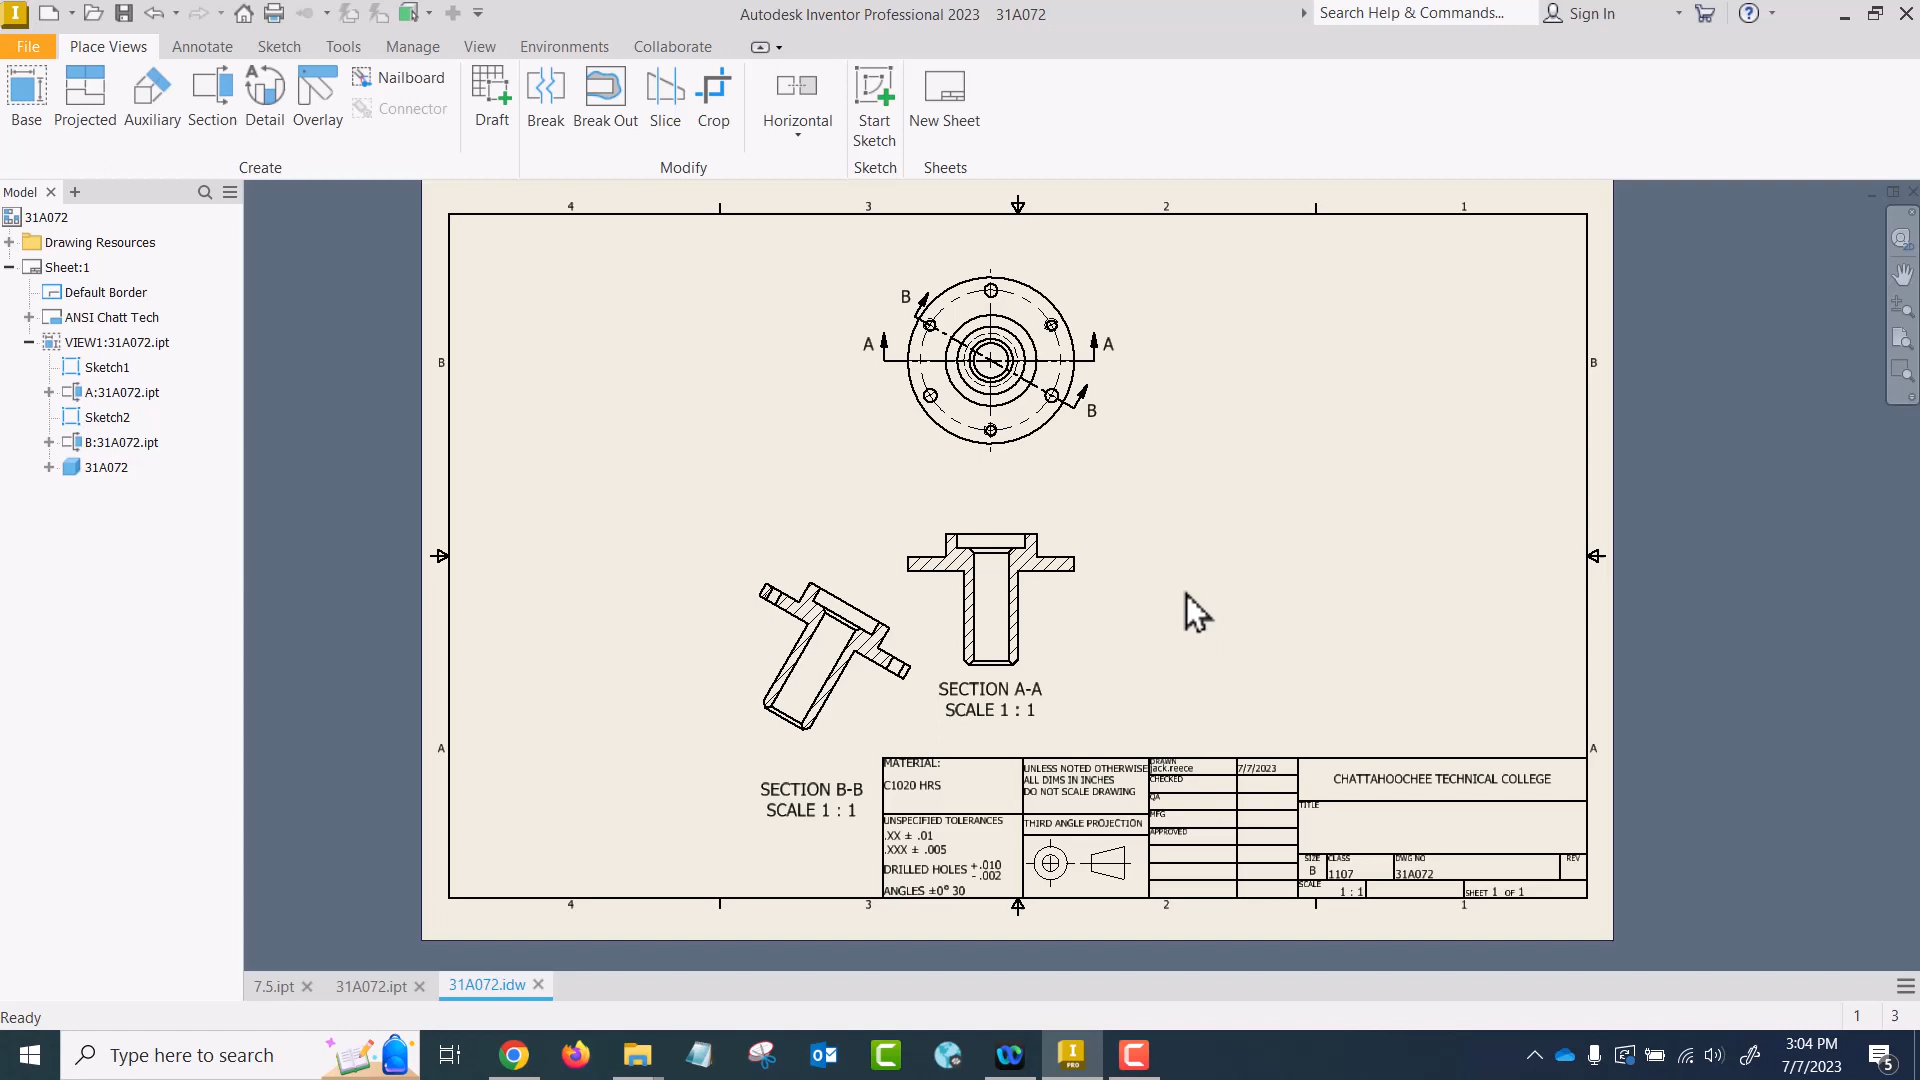 Autodesk Inventor Professional 2023 31A072
Search Help & Commands...
Sign In
File
Place Views
Annotate
Sketch
Tools
Manage
View
Environments
Collaborate
Base
Projected
Auxiliary
Section
Detail
Overlay
Nailboard
Connector
Draft
Break
Break Out
Slice
Crop
Horizontal
Start
Sketch
New Sheet
Create
Modify
Sketch
Sheets
Model
31A072
Drawing Resources
Sheet:1
Default Border
ANSI Chatt Tech
VIEW1:31A072.ipt
Sketch1
A:31A072.ipt
Sketch2
B:31A072.ipt
31A072
4 3 2 1
B
A A
B
B B
SECTION A-A
SCALE 1 : 1
A A
SECTION B-B
SCALE 1 : 1
MATERIAL:
C1020 HRS
UNSPECIFIED TOLERANCES
.XX ± .01
.XXX ± .005
DRILLED HOLES +.010
-.002
ANGLES ±0° 30
UNLESS NOTED OTHERWISE
ALL DIMS IN INCHES
DO NOT SCALE DRAWING
THIRD ANGLE PROJECTION
DRAWN
jack.reece 7/7/2023
CHECKED
QA
MFG
APPROVED
CHATTAHOOCHEE TECHNICAL COLLEGE
TITLE
SIZE CLASS DWG NO REV
B 1107 31A072
SCALE
1 : 1
SHEET 1 OF 1
4 3 2 1
7.5.ipt
31A072.ipt
31A072.idw
Ready
1 3
Type here to search
3:04 PM
7/7/2023
5